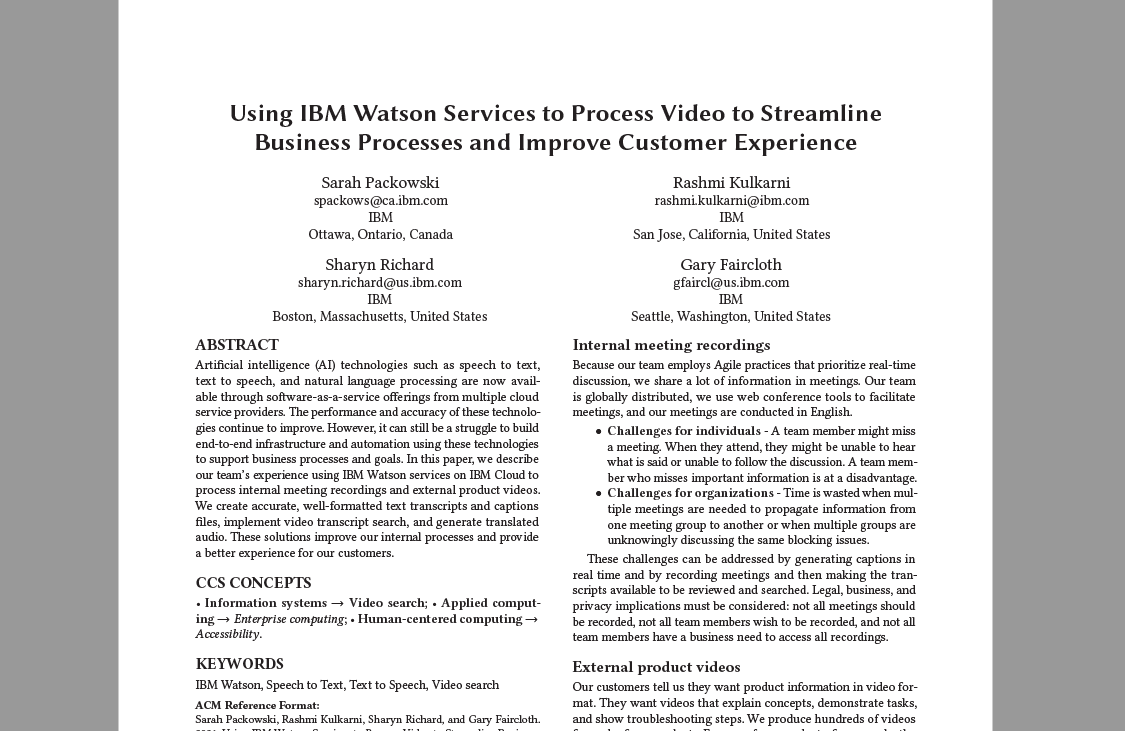 Using IBM Watson Services to Process Video to Streamline
Business Processes and Improve Customer Experience
Sarah Packowski
spackows@ca.ibm.com
IBM
Ottawa, Ontario, Canada
Rashmi Kulkarni
rashmi.kulkarni@ibm.com
IBM
San Jose, California, United States
Sharyn Richard
sharyn.richard@us.ibm.com
IBM
Boston, Massachusetts, United States
Gary Faircloth
gfaircl@us.ibm.com
IBM
Seattle, Washington, United States
ABSTRACT
Artificial intelligence (AI) technologies such as speech to text,
text to speech, and natural language processing are now avail-
able through software-as-a-service offerings from multiple cloud
service providers. The performance and accuracy of these technolo-
gies continue to improve. However, it can still be a struggle to build
end-to-end infrastructure and automation using these technologies
to support business processes and goals. In this paper, we describe
our team's experience using IBM Watson services on IBM Cloud to
process internal meeting recordings and external product videos.
We create accurate, well-formatted text transcripts and captions
files, implement video transcript search, and generate translated
audio. These solutions improve our internal processes and provide
a better experience for our customers.
CCS CONCEPTS
• Information systems → Video search; • Applied comput-
ing → Enterprise computing; • Human-centered computing →
Accessibility.
KEYWORDS
IBM Watson, Speech to Text, Text to Speech, Video search
ACM Reference Format:
Sarah Packowski, Rashmi Kulkarni, Sharyn Richard, and Gary Faircloth.
Internal meeting recordings
Because our team employs Agile practices that prioritize real-time
discussion, we share a lot of information in meetings. Our team
is globally distributed, we use web conference tools to facilitate
meetings, and our meetings are conducted in English.
• Challenges for individuals - A team member might miss
a meeting. When they attend, they might be unable to hear
what is said or unable to follow the discussion. A team mem-
ber who misses important information is at a disadvantage.
• Challenges for organizations - Time is wasted when mul-
tiple meetings are needed to propagate information from
one meeting group to another or when multiple groups are
unknowingly discussing the same blocking issues.
These challenges can be addressed by generating captions in
real time and by recording meetings and then making the tran-
scripts available to be reviewed and searched. Legal, business, and
privacy implications must be considered: not all meetings should
be recorded, not all team members wish to be recorded, and not all
team members have a business need to access all recordings.
External product videos
Our customers tell us they want product information in video for-
mat. They want videos that explain concepts, demonstrate tasks,
and show troubleshooting steps. We produce hundreds of videos